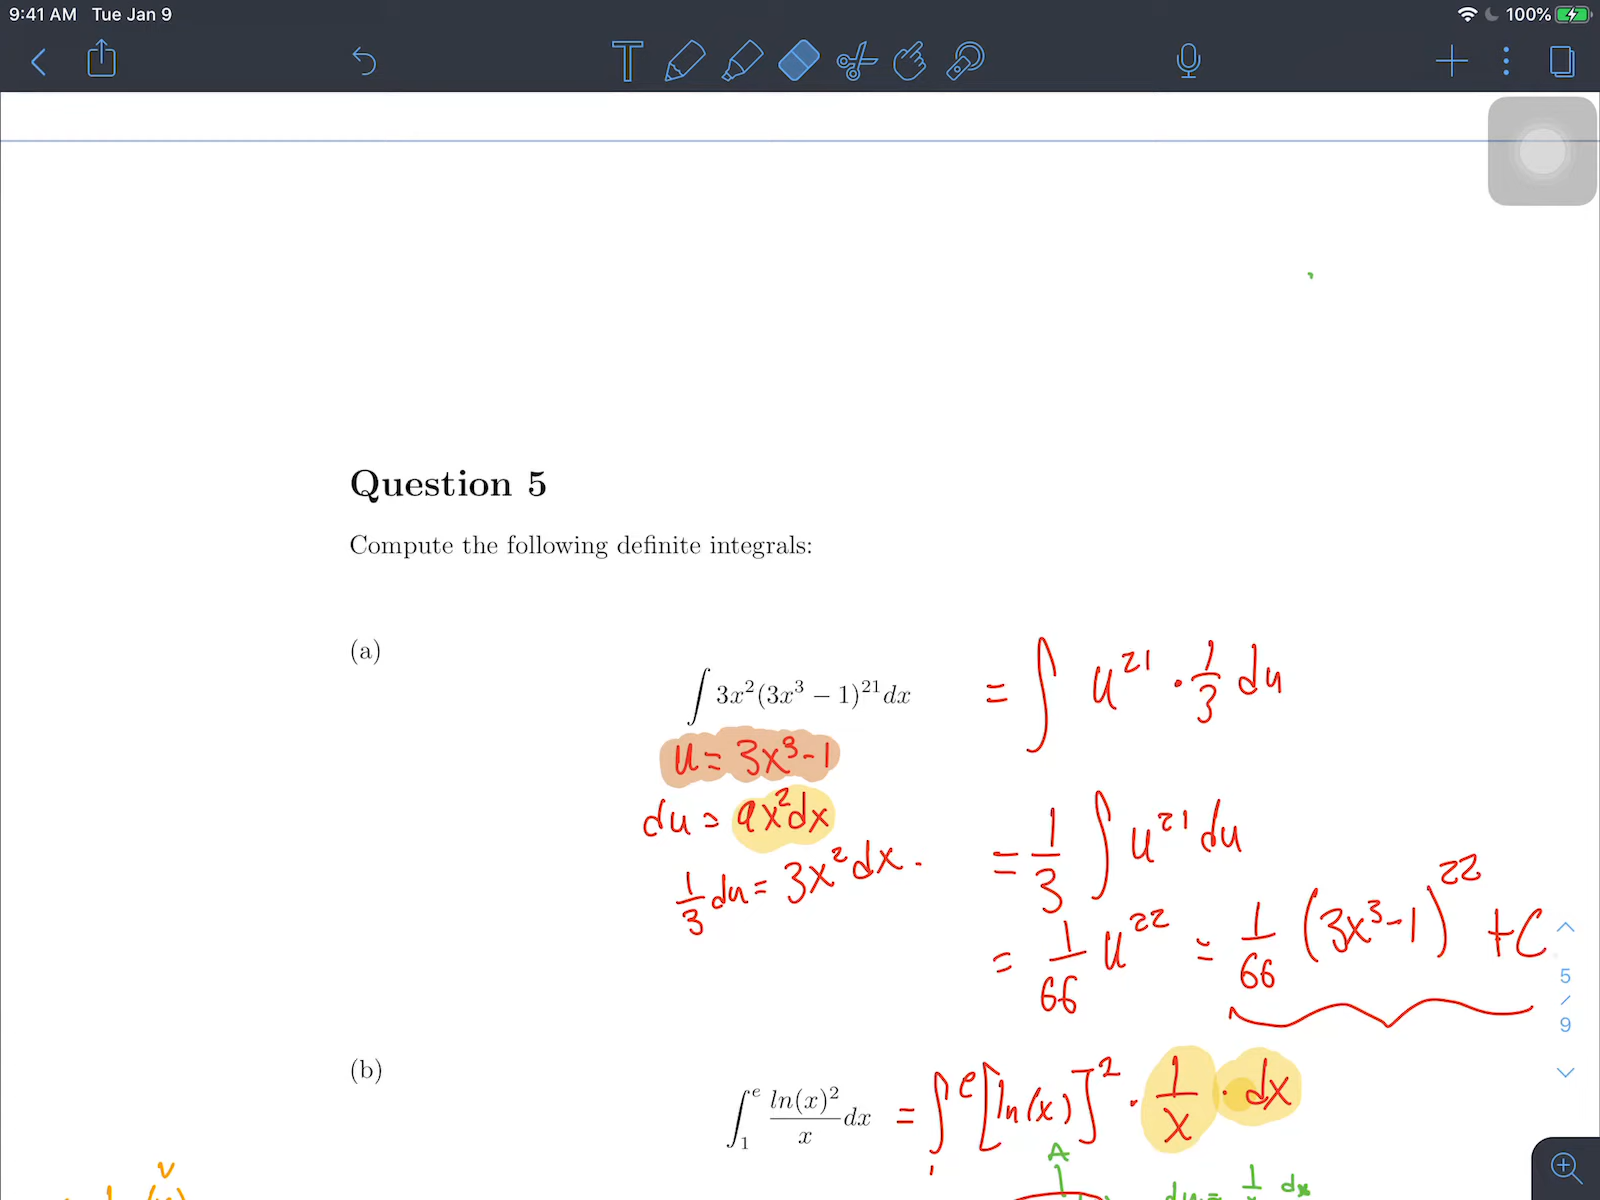 9:41 AM Tue Jan 9
100%
Question 5
Compute the following definite integrals:
(a)
∫ 3x²(3x³ − 1)²¹dx = ∫ u²¹ · 1/3 du
u = 3x³-1
du = 9x²dx
1/3 du = 3x²dx.
= 1/3 ∫ u²¹ du
= 1/66 u²² = 1/66 (3x³-1)²² + C
5
/
9
(b)
∫₁ᵉ ln(x)²/x dx = ∫₁ᵉ [ln(x)]² · 1/x · dx
A